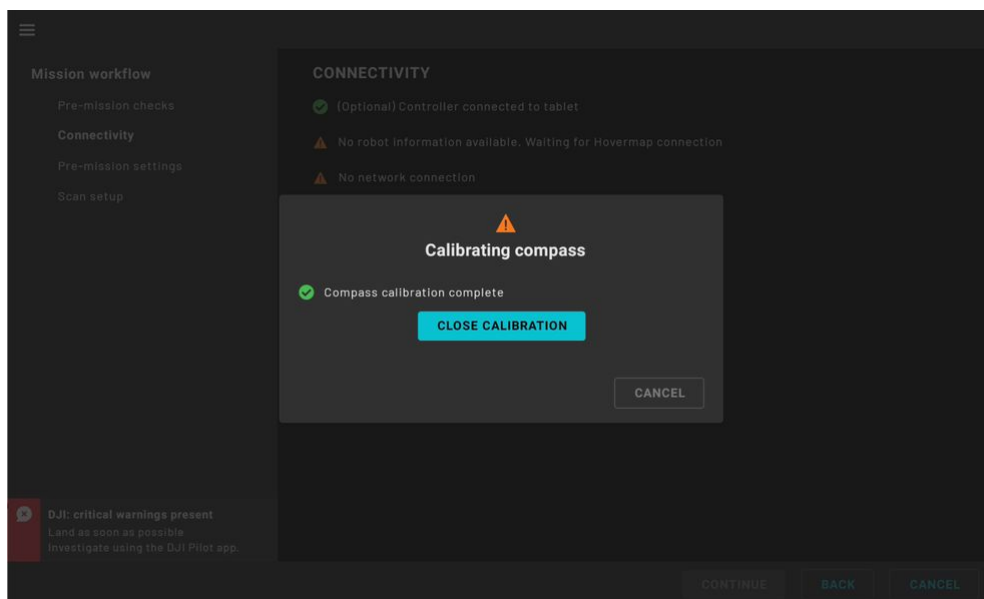 Mission workflow
Pre-mission checks
Connectivity
Pre-mission settings
Scan setup
CONNECTIVITY
(Optional) Controller connected to tablet
No robot information available. Waiting for Hovermap connection
No network connection
Calibrating compass
Compass calibration complete
CLOSE CALIBRATION
CANCEL
DJI: critical warnings present
Land as soon as possible
Investigate using the DJI Pilot app.
CONTINUE
BACK
CANCEL